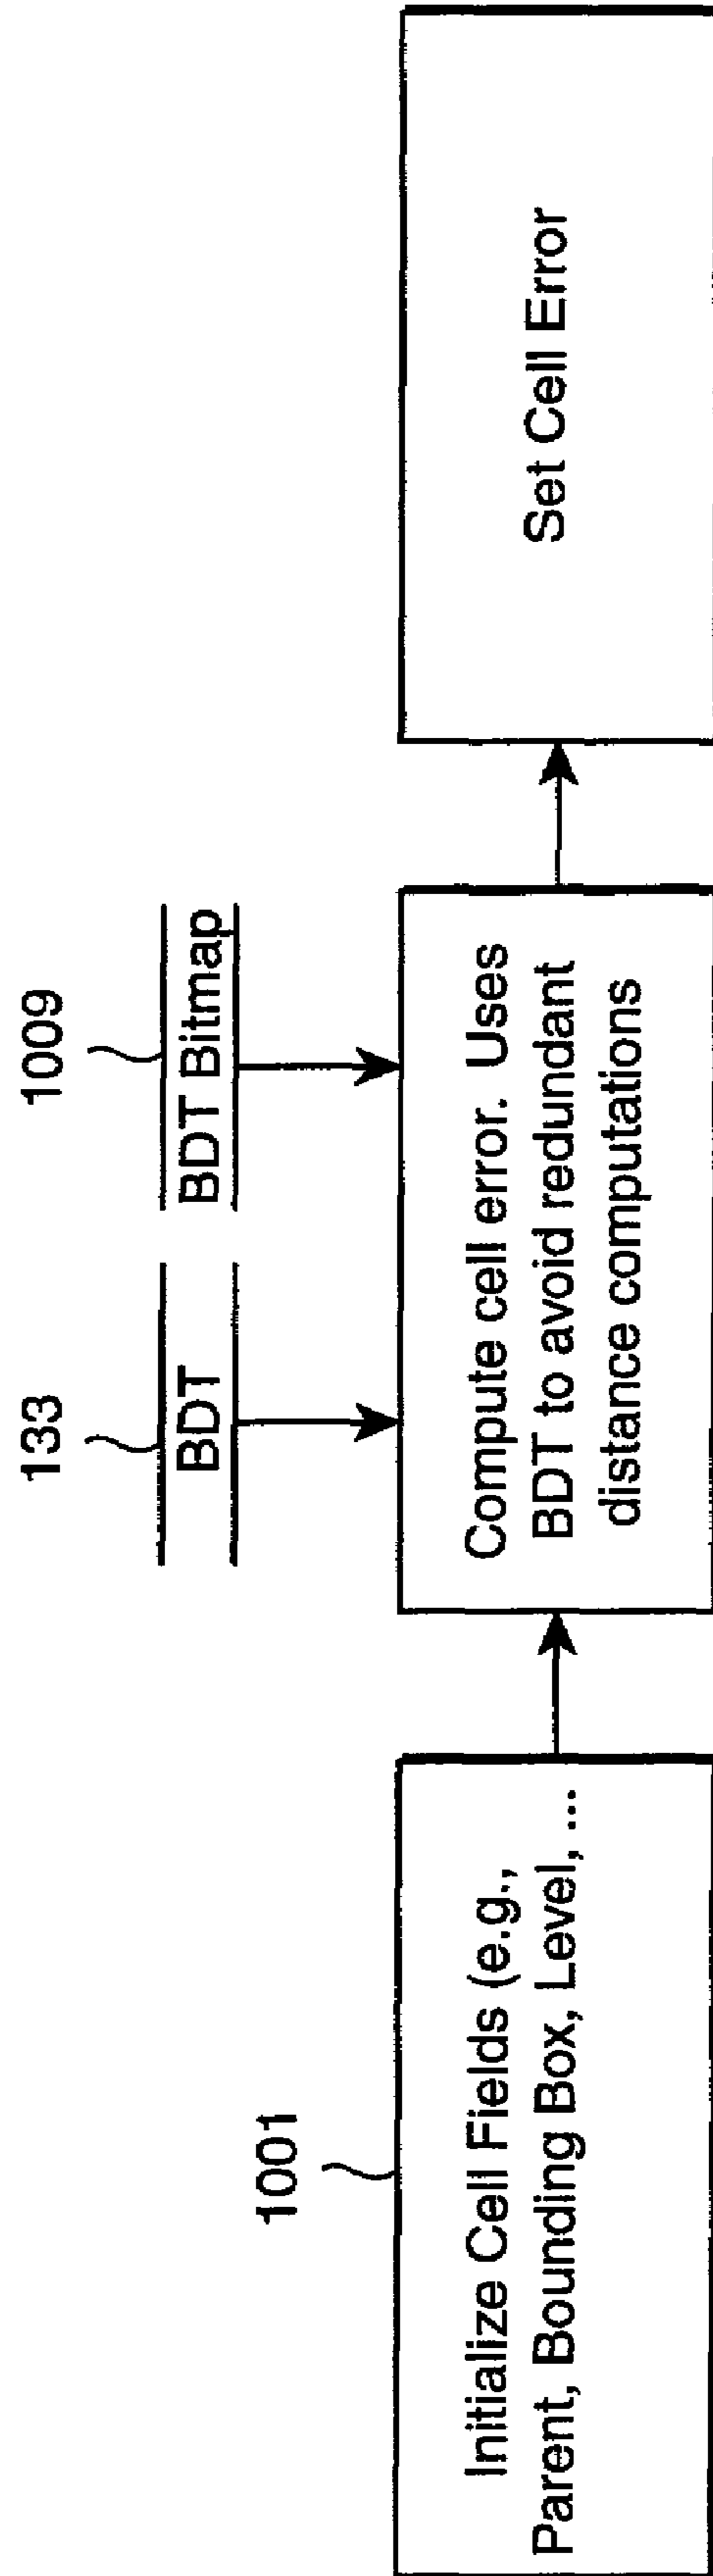 133
1009
BDT
BDT Bitmap
1001
Initialize Cell Fields (e.g.,
Parent, Bounding Box, Level, ...
Compute cell error. Uses
BDT to avoid redundant
distance computations
Set Cell Error